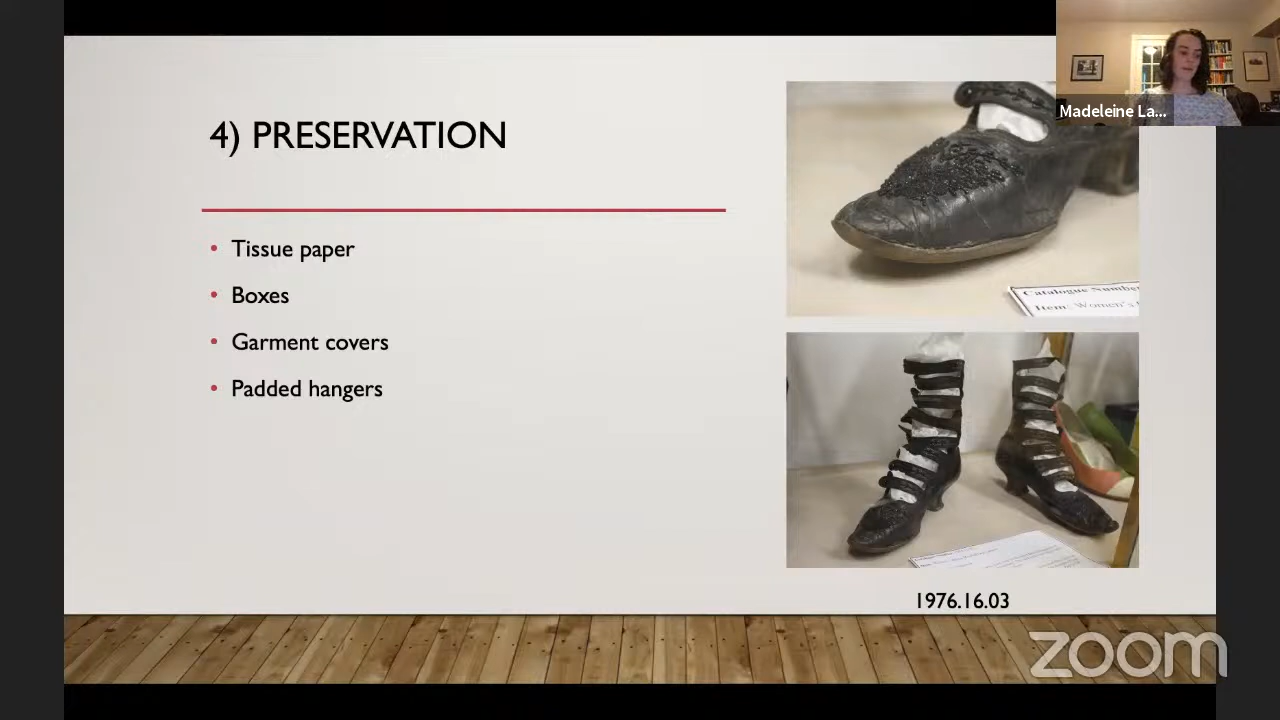 Madeleine La...
4) PRESERVATION
• Tissue paper
• Boxes
• Garment covers
• Padded hangers
Catalogue Number
Item: Women's
1976.16.03
zoom